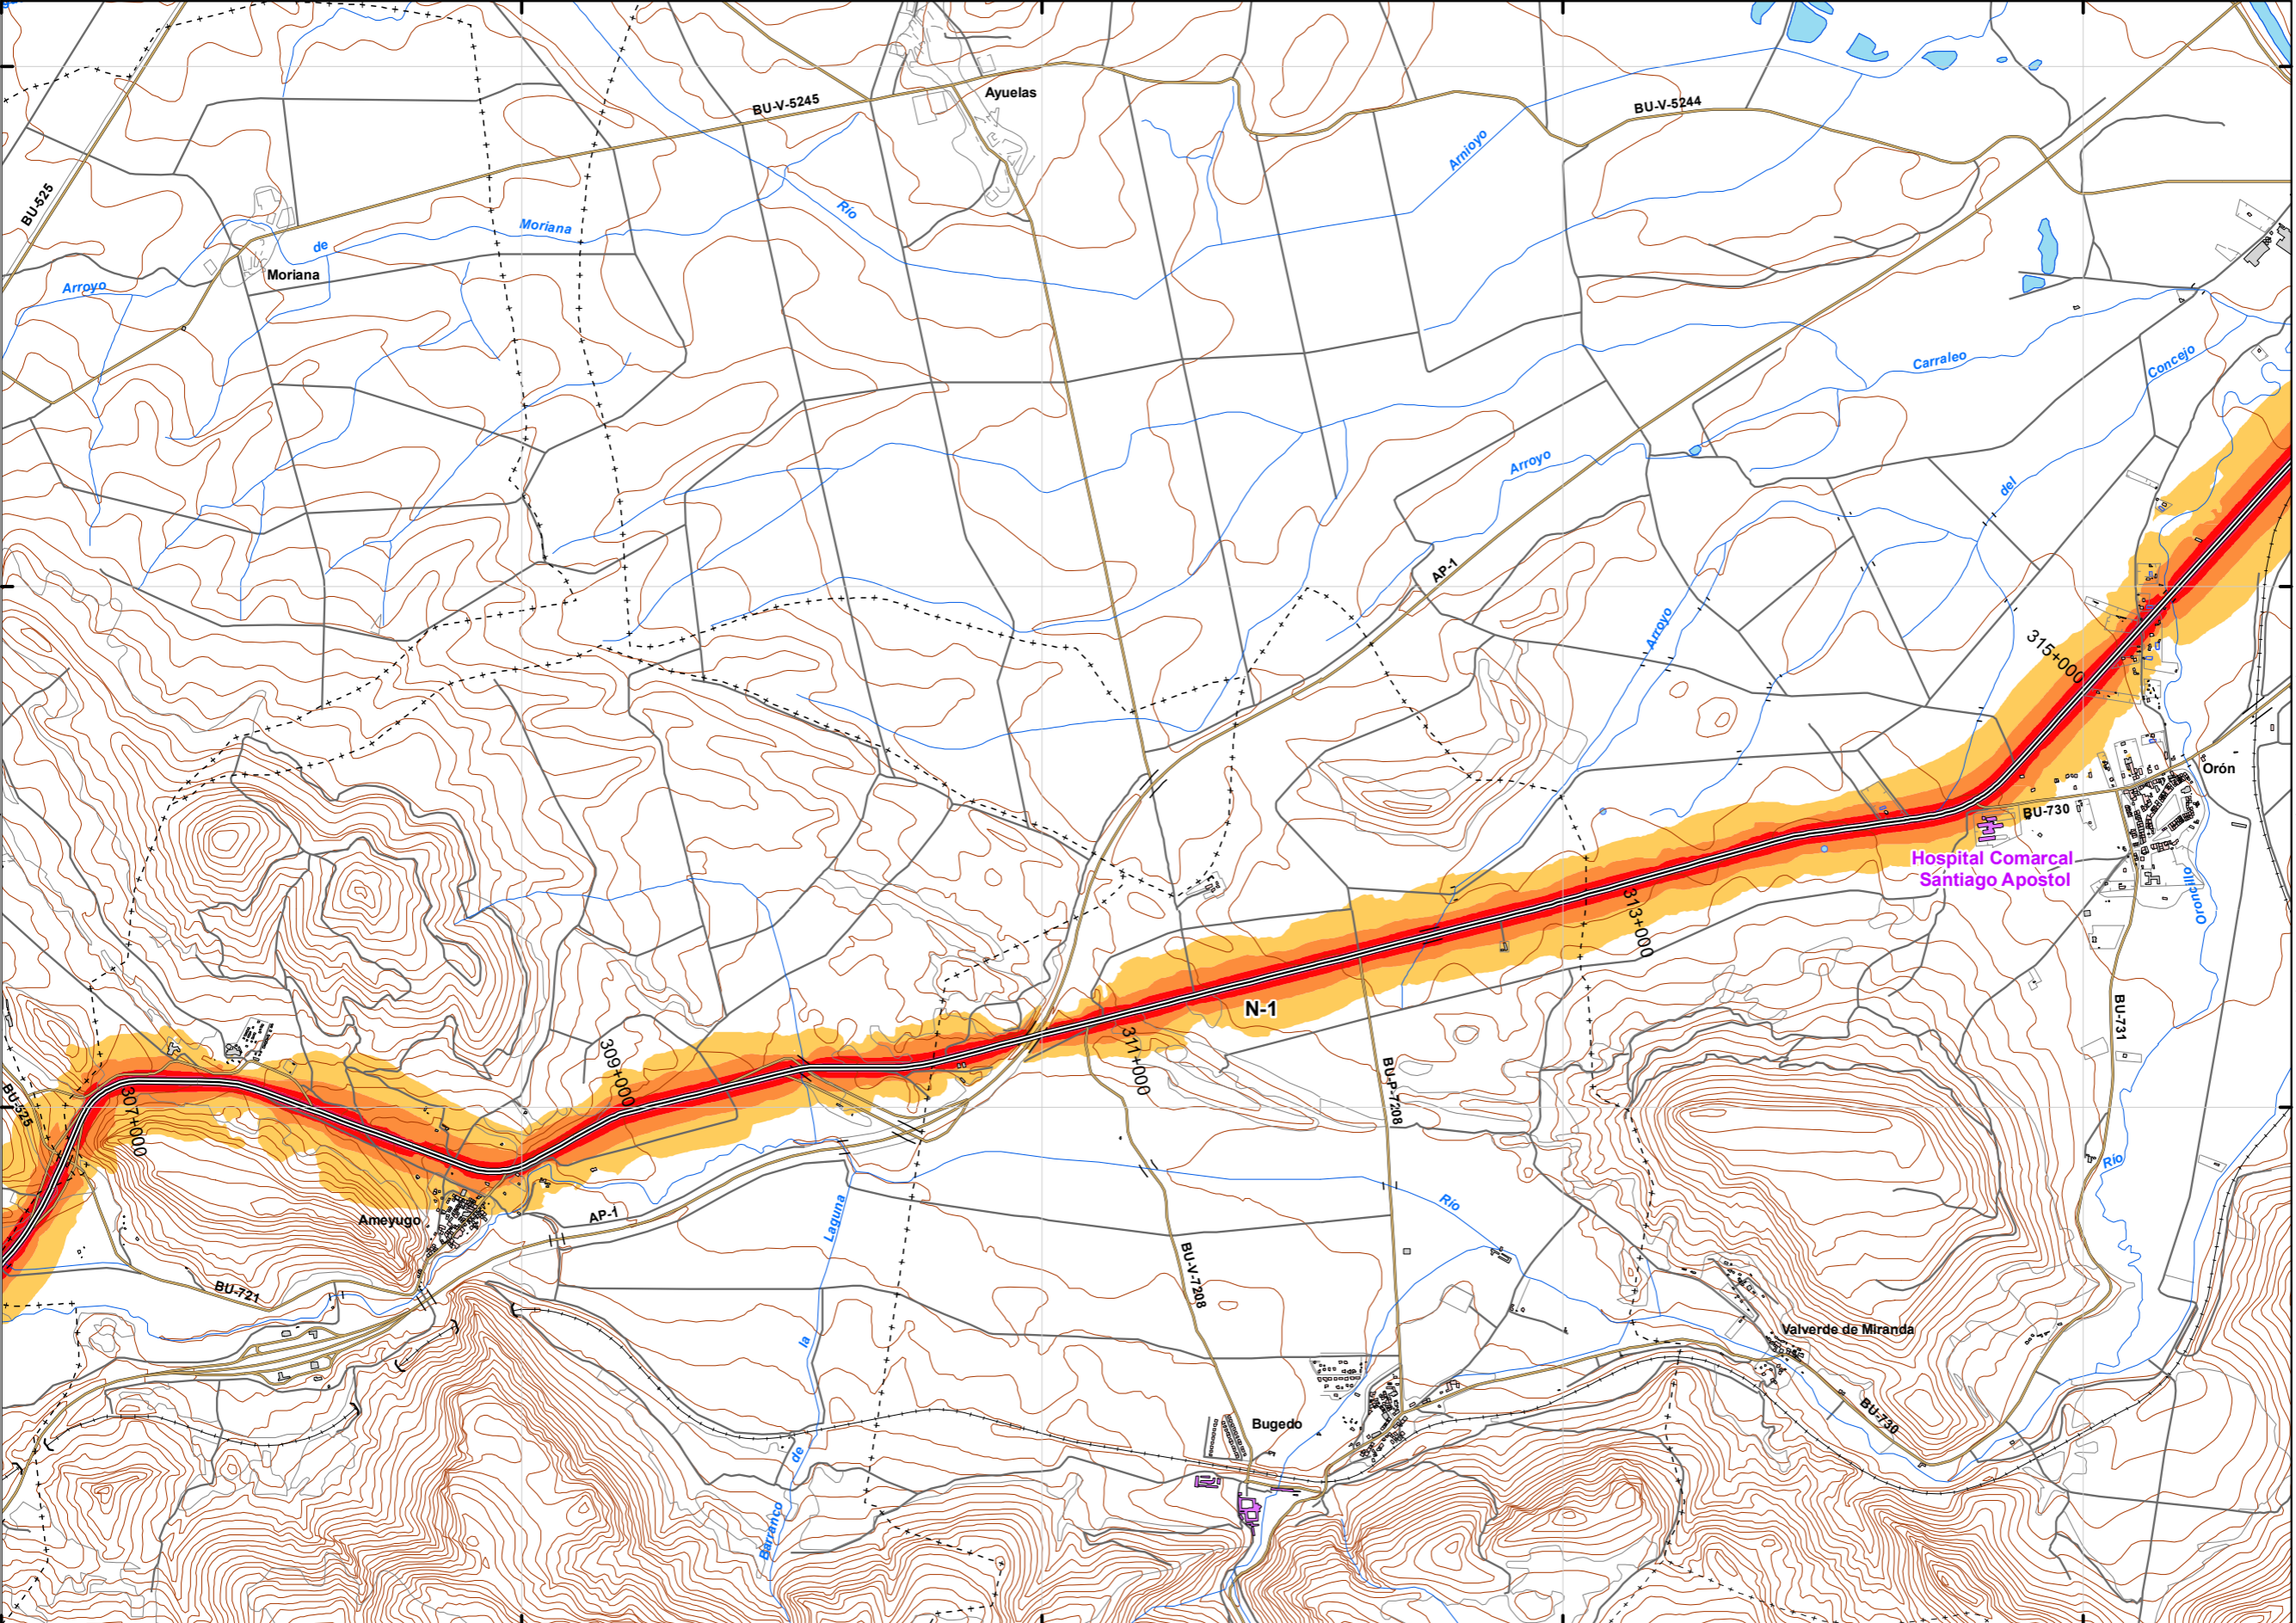 Ayuelas
BU-V-5245
BU-V-5244
Arnioyo
BU-525
Río
Moriana
de
Moriana
Arroyo
Carraleo
Concejo
Arroyo
del
AP-1
Arroyo
315+000
Orón
BU-730
Hospital Comarcal
Santiago Apostol
Oroncillo
313+000
N-1
BU-731
311+000
309+000
BU-P-7208
307+000
BU-525
Río
Ameyugo
AP-1
Laguna
Río
BU-V-7208
BU-721
la
Valverde de Miranda
Bugedo
BU-730
de
Barranco